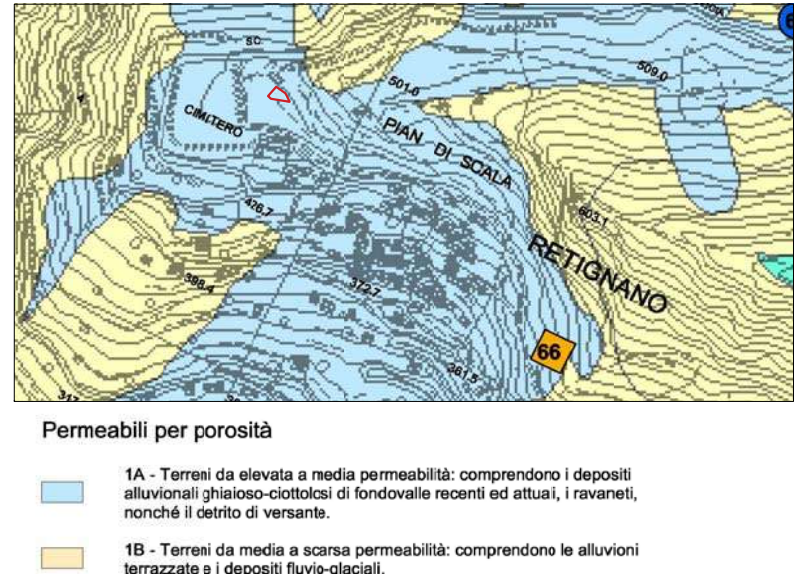 SC.
501.0
509.0
6
CIMITERO
PIAN DI SCALA
426.7
603.1
RETIGNANO
398.4
372.7
66
361.5
Permeabili per porosità
1A - Terreni da elevata a media permeabilità: comprendono i depositi
alluvionali ghiaioso-ciottolosi di fondovalle recenti ed attuali, i ravaneti,
nonché il detrito di versante.
1B - Terreni da media a scarsa permeabilità: comprendono le alluvioni
terrazzate e i depositi fluvio-glaciali.